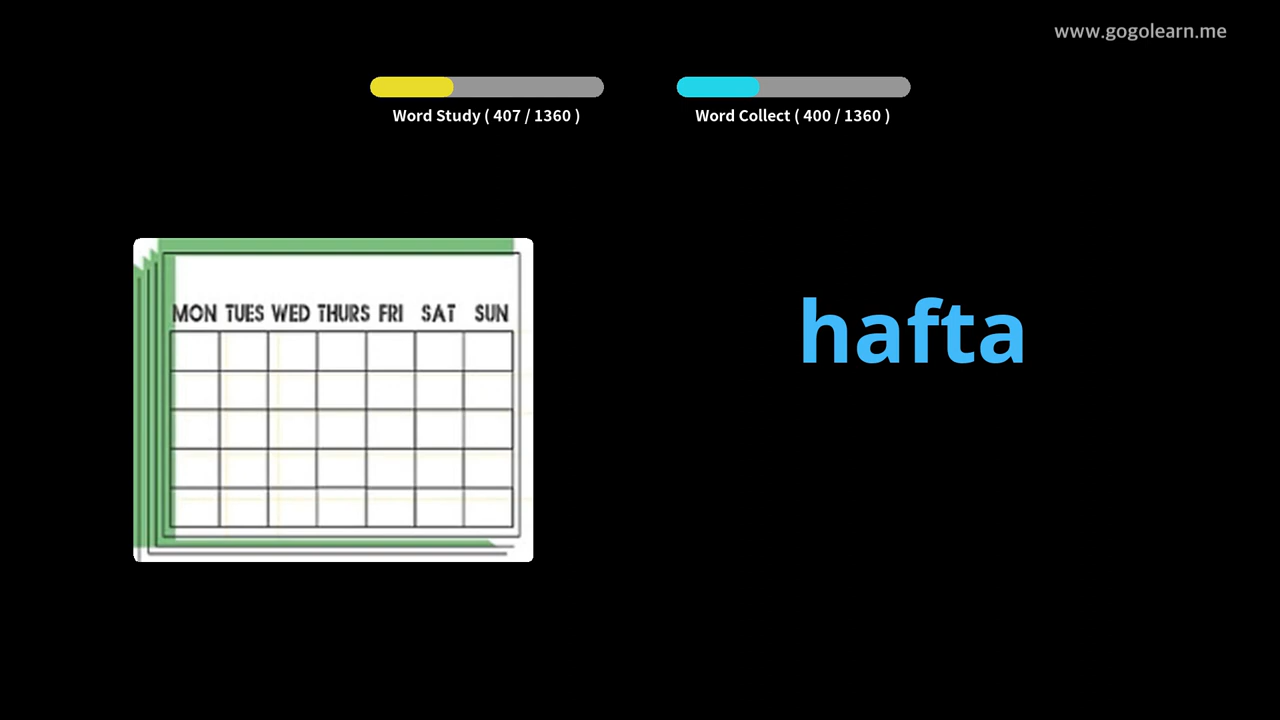 www.gogolearn.me
Word Study ( 407 / 1360 )
Word Collect ( 400 / 1360 )
MON TUES WED THURS FRI SAT SUN
hafta